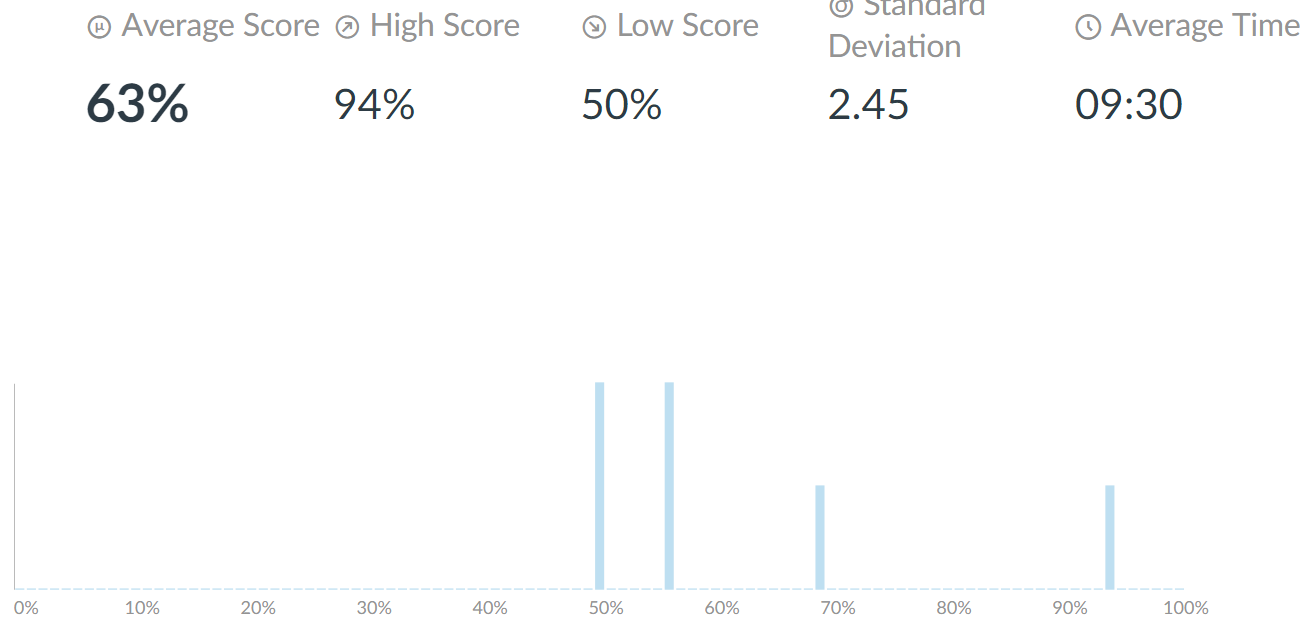 Average Score
High Score
Low Score
Standard
Deviation
Average Time
63%
94%
50%
2.45
09:30
0% 10% 20% 30% 40% 50% 60% 70% 80% 90% 100%